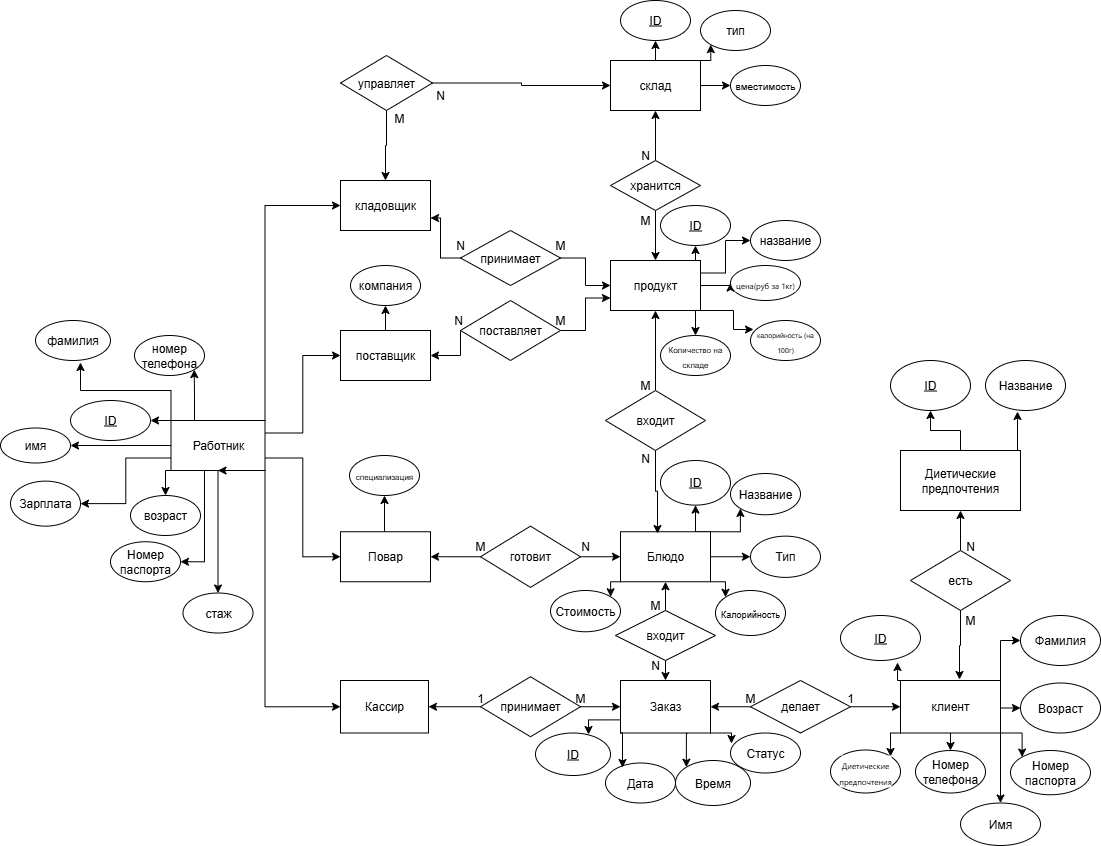 ID
тип
управляет
склад
вместимость
N
M
N
хранится
кладовщик
M
ID
N
M
название
принимает
компания
продукт
цена(руб за 1кг)
N
M
поставляет
фамилия
номер
телефона
поставщик
Количество на
складе
калорийность (на
100г)
M
ID
Название
ID
входит
имя
Работник
N
специализация
ID
Название
Диетические
предпочтения
Зарплата
возраст
M
N
N
Номер
паспорта
Повар
готовит
Блюдо
Тип
есть
стаж
Стоимость
M
Калорийность
M
входит
ID
Фамилия
N
1
M
M
1
Кассир
принимает
Заказ
делает
клиент
Возраст
ID
Статус
Дата
Время
Диетические
предпочтения
Номер
телефона
Номер
паспорта
Имя